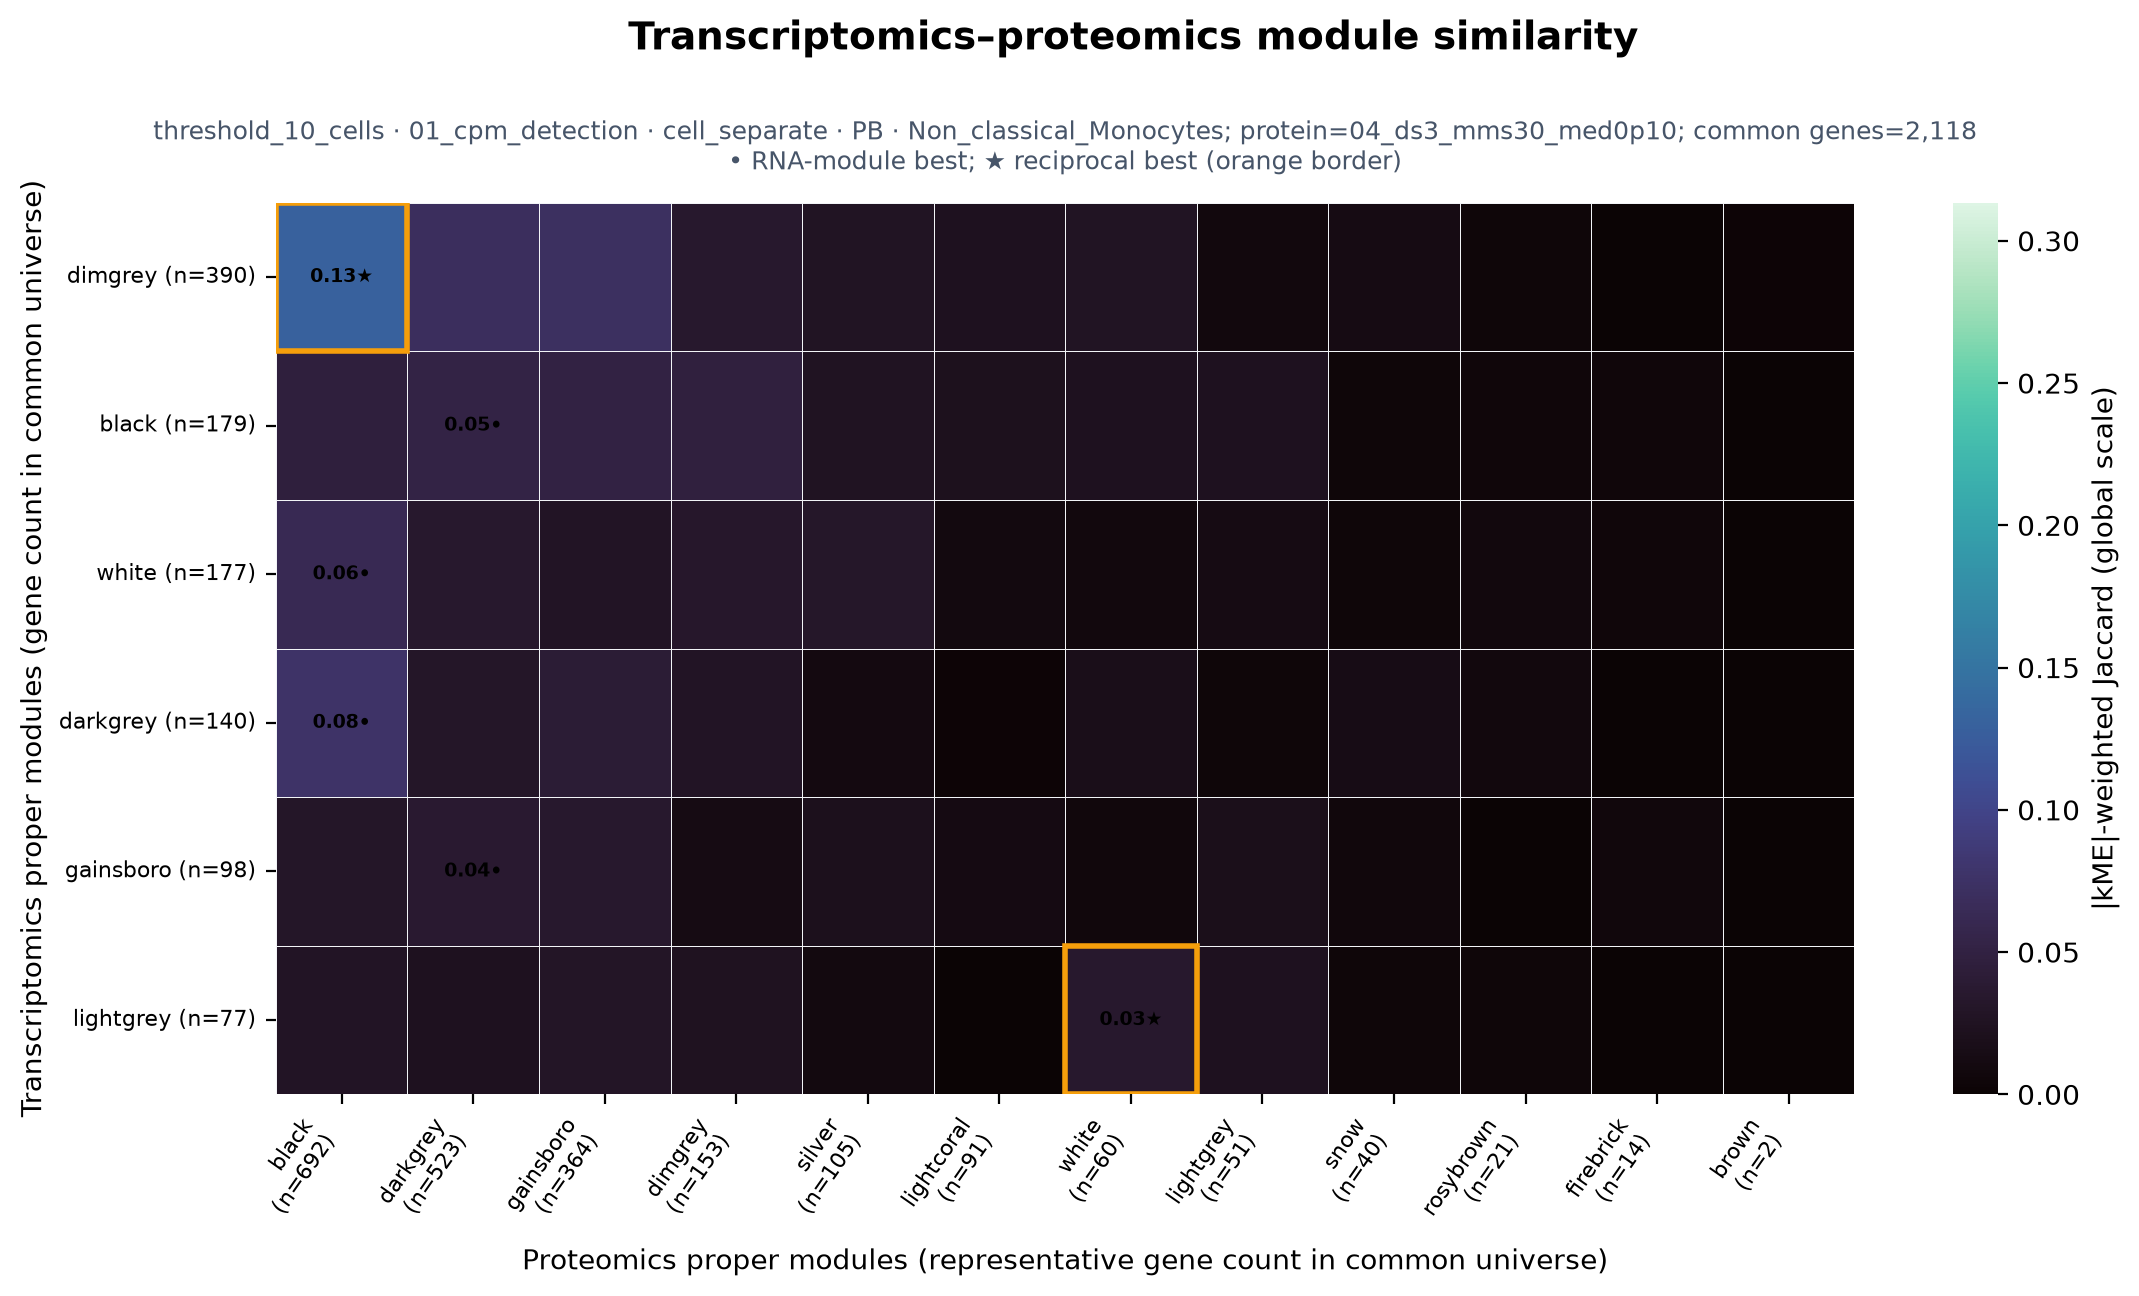 Transcriptomics–proteomics module similarity
threshold_10_cells · 01_cpm_detection · cell_separate · PB · Non_classical_Monocytes; protein=04_ds3_mms30_med0p10; common genes=2,118
• RNA-module best; ★ reciprocal best (orange border)
Transcriptomics proper modules (gene count in common universe)
dimgrey (n=390)
black (n=179)
white (n=177)
darkgrey (n=140)
gainsboro (n=98)
lightgrey (n=77)
0.13★
0.05•
0.06•
0.08•
0.04•
0.03★
black
(n=692)
darkgrey
(n=523)
gainsboro
(n=364)
dimgrey
(n=153)
silver
(n=105)
lightcoral
(n=91)
white
(n=60)
lightgrey
(n=51)
snow
(n=40)
rosybrown
(n=21)
firebrick
(n=14)
brown
(n=2)
Proteomics proper modules (representative gene count in common universe)
0.30
0.25
0.20
0.15
0.10
0.05
0.00
|kME|-weighted Jaccard (global scale)